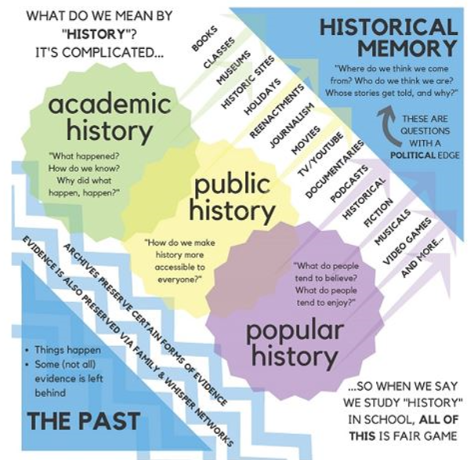 WHAT DO WE MEAN BY
"HISTORY"?
IT'S COMPLICATED...
HISTORICAL
MEMORY
"Where do we think we come
from? Who do we think we are?
Whose stories get told, and why?"
THESE ARE
QUESTIONS
WITH A
POLITICAL EDGE
BOOKS
CLASSES
MUSEUMS
HISTORIC SITES
HOLIDAYS
REENACTMENTS
JOURNALISM
MOVIES
TV/YOUTUBE
DOCUMENTARIES
PODCASTS
HISTORICAL
FICTION
MUSICALS
VIDEO GAMES
AND MORE...
academic
history
"What happened?
How do we know?
Why did what
happen, happen?"
public
history
"How do we make
history more
accessible to
everyone?"
"What do people
tend to believe?
What do people
tend to enjoy?"
popular
history
ARCHIVES PRESERVE CERTAIN FORMS OF EVIDENCE
EVIDENCE IS ALSO PRESERVED VIA FAMILY & WHISPER NETWORKS
• Things happen
• Some (not all)
evidence is left
behind
THE PAST
...SO WHEN WE SAY
WE STUDY "HISTORY"
IN SCHOOL, ALL OF
THIS IS FAIR GAME